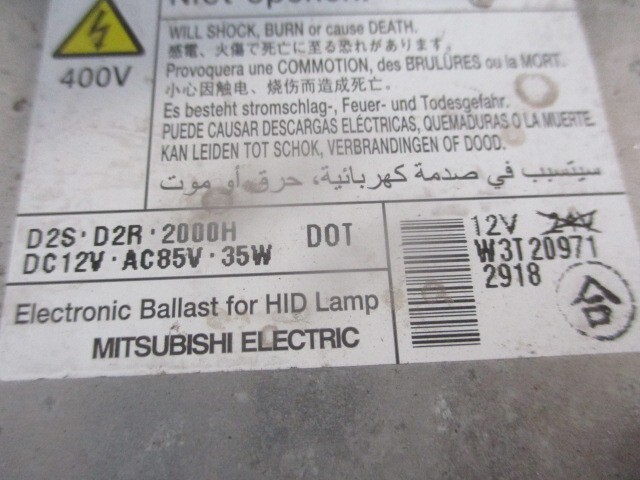 400V
WILL SHOCK, BURN or cause DEATH.
感電、火傷で死亡に至る恐れがあります。
Provoquera une COMMOTION, des BRULÛRES ou la MORT.
小心因触电、烧伤而造成死亡。
Es besteht stromschlag-, Feuer- und Todesgefahr.
PUEDE CAUSAR DESCARGAS ELÉCTRICAS, QUEMADURAS O LA MUERTE.
KAN LEIDEN TOT SCHOK, VERBRANDINGEN OF DOOD.
سيتسبب في صدمة كهربائية، حرق أو موت
D2S·D2R·2000H DOT
DC12V·AC85V·35W
12V 24V
W3T20971
2918
合
Electronic Ballast for HID Lamp
MITSUBISHI ELECTRIC